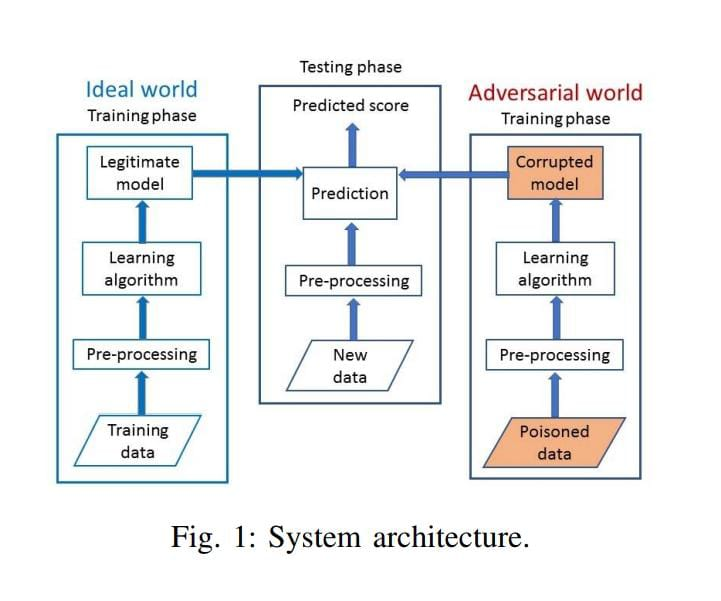 Ideal world
Training phase
Legitimate
model
Learning
algorithm
Pre-processing
Training
data
Testing phase
Predicted score
Prediction
Pre-processing
New
data
Adversarial world
Training phase
Corrupted
model
Learning
algorithm
Pre-processing
Poisoned
data
Fig. 1: System architecture.